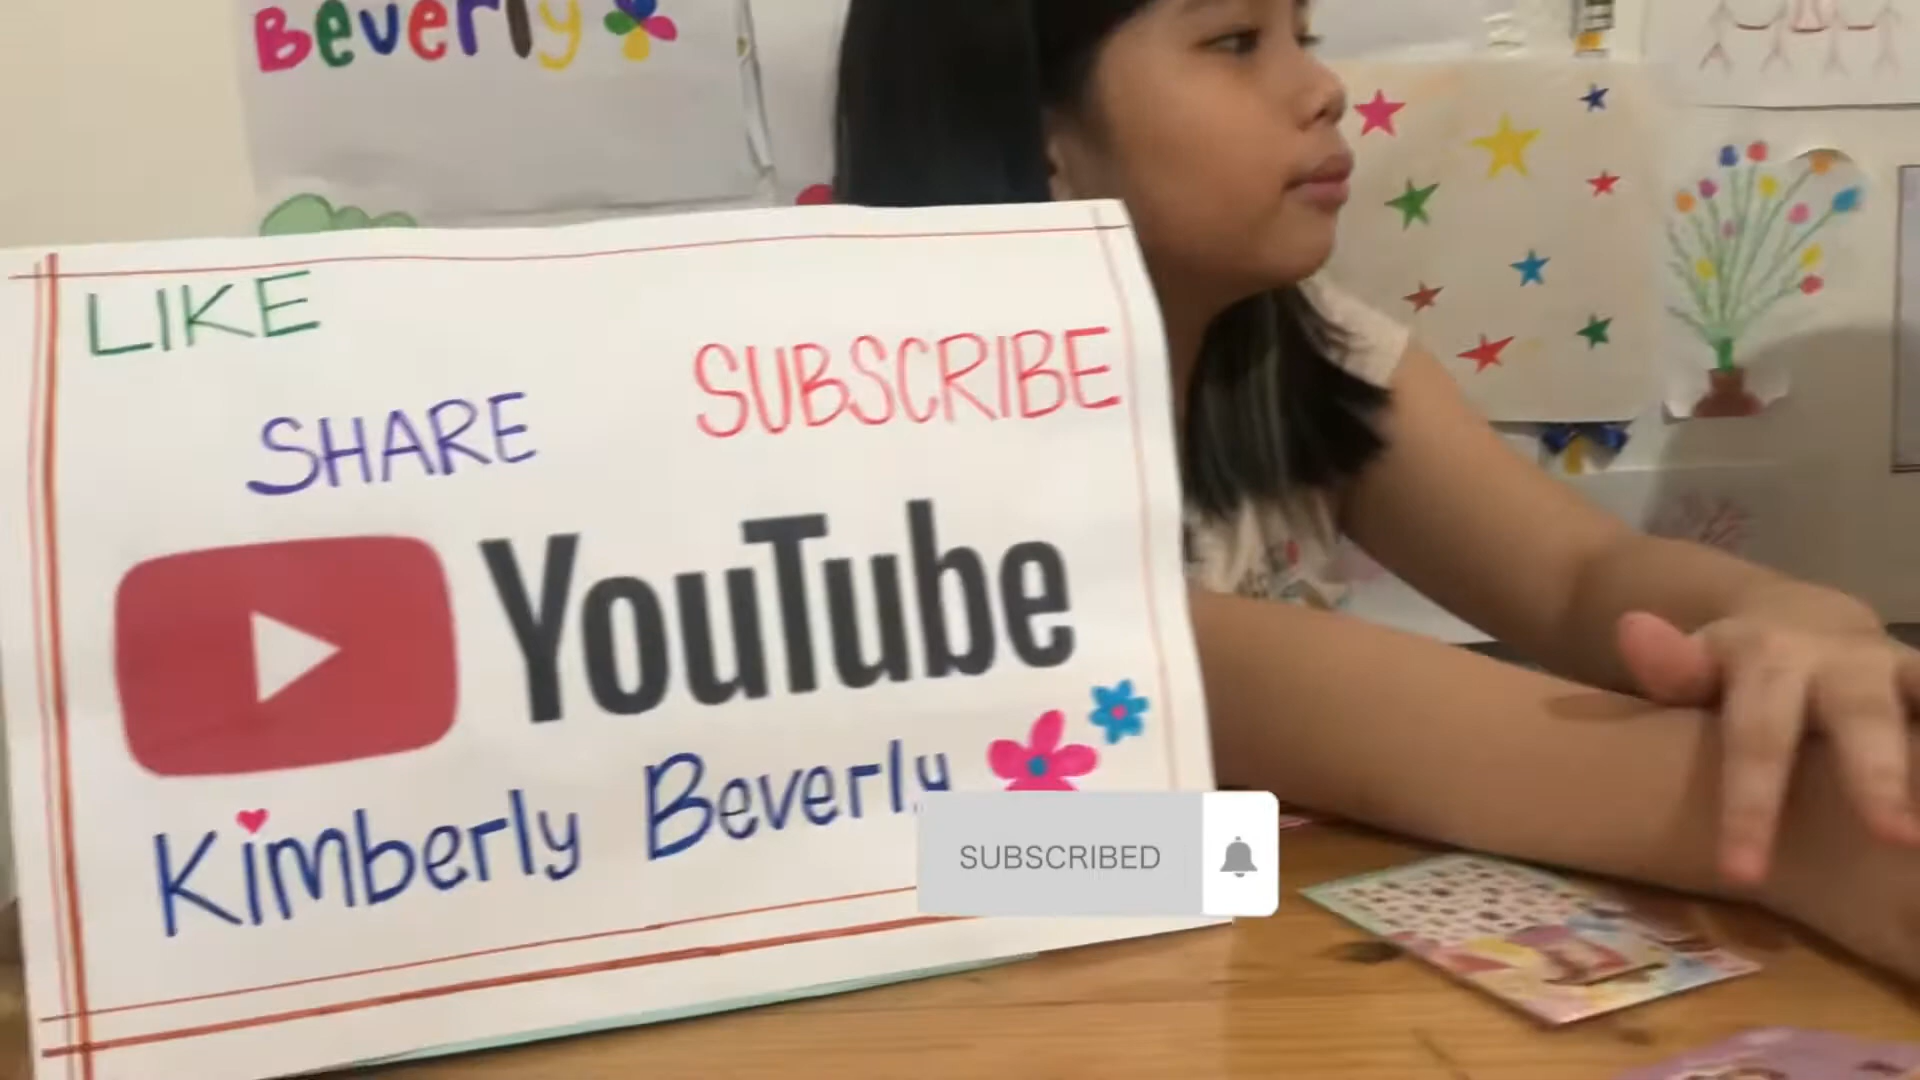 Beverly
LIKE
SHARE
SUBSCRIBE
YouTube
Kimberly Beverly
SUBSCRIBED